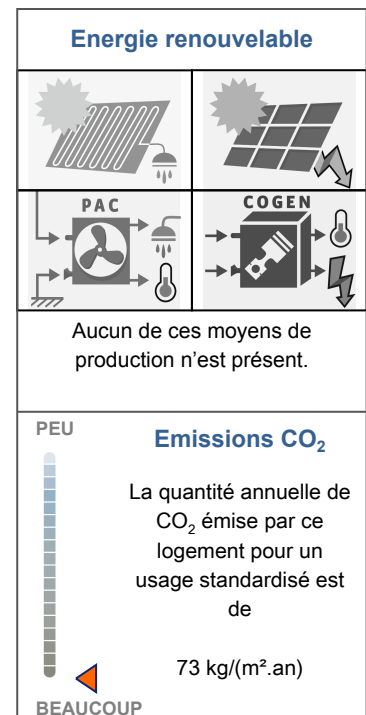 Energie renouvelable
PAC
COGEN
Aucun de ces moyens de
production n’est présent.
PEU
Emissions CO₂
La quantité annuelle de
CO₂ émise par ce
logement pour un
usage standardisé est
de
73 kg/(m².an)
BEAUCOUP